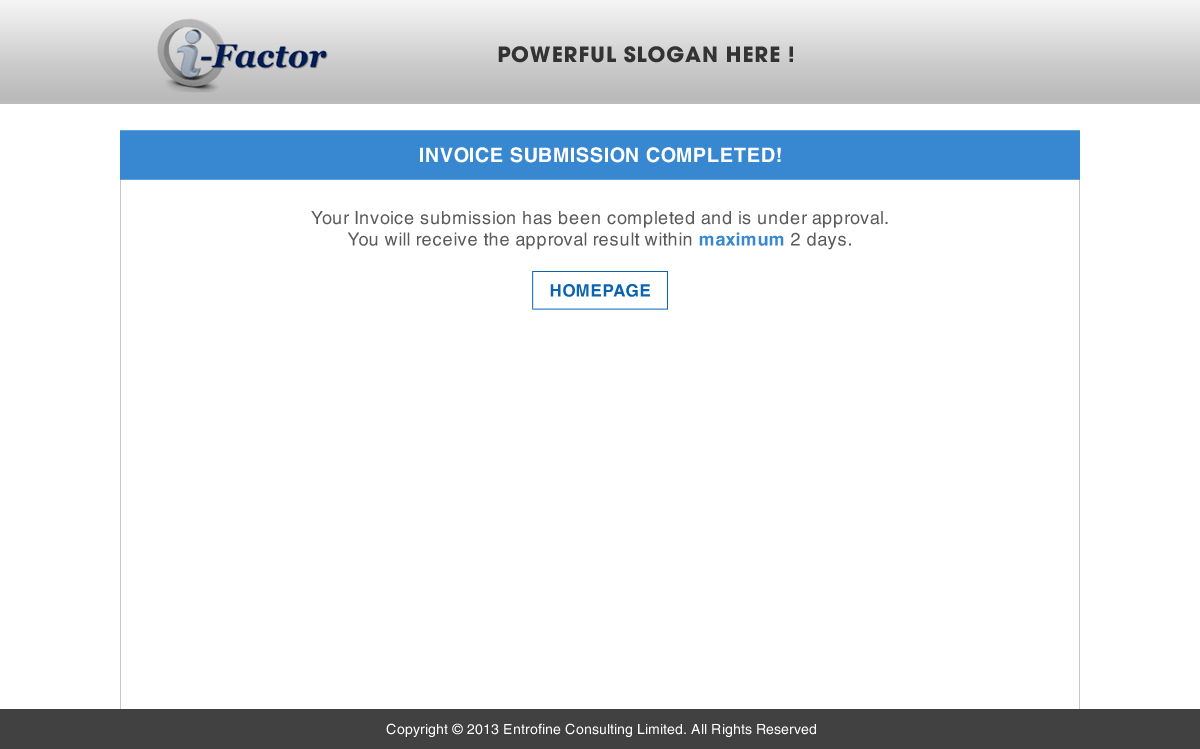 i-Factor
POWERFUL SLOGAN HERE !
INVOICE SUBMISSION COMPLETED!
Your Invoice submission has been completed and is under approval.
You will receive the approval result within maximum 2 days.
HOMEPAGE
Copyright © 2013 Entrofine Consulting Limited. All Rights Reserved